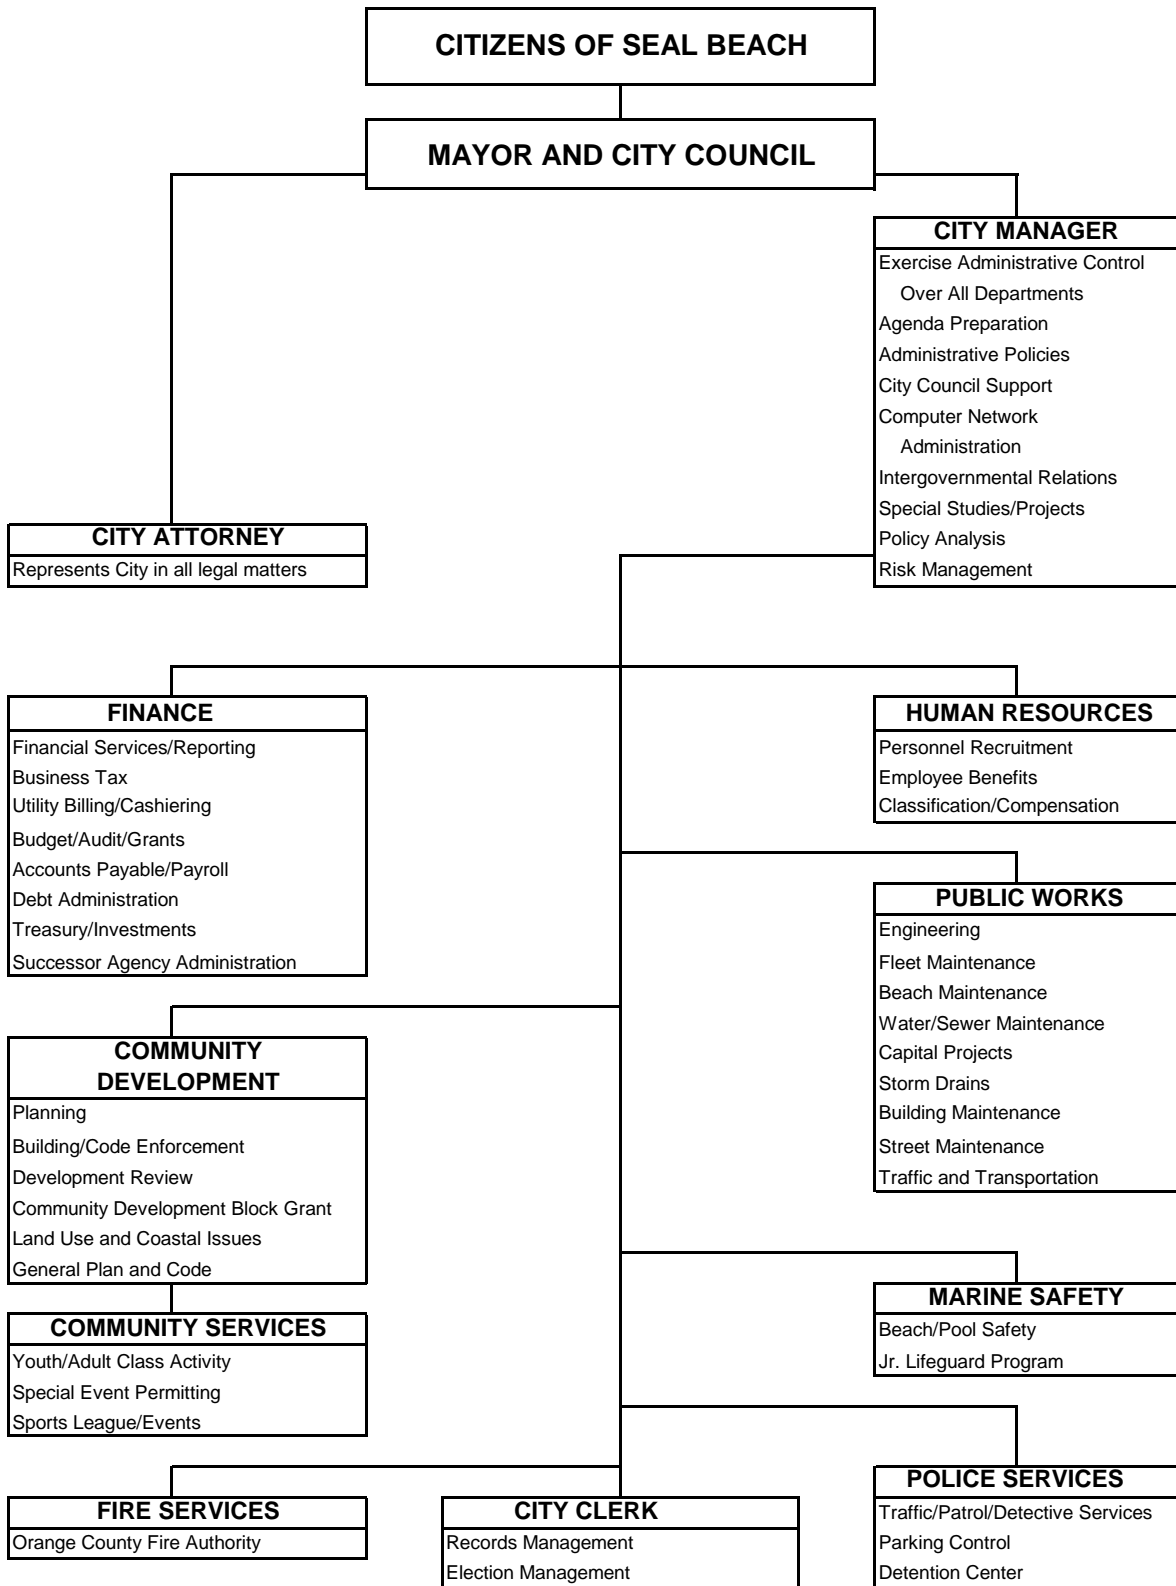 CITIZENS OF SEAL BEACH
MAYOR AND CITY COUNCIL
CITY MANAGER
Exercise Administrative Control
Over All Departments
Agenda Preparation
Administrative Policies
City Council Support
Computer Network
Administration
Intergovernmental Relations
Special Studies/Projects
Policy Analysis
Risk Management
CITY ATTORNEY
Represents City in all legal matters
FINANCE
Financial Services/Reporting
Business Tax
Utility Billing/Cashiering
Budget/Audit/Grants
Accounts Payable/Payroll
Debt Administration
Treasury/Investments
Successor Agency Administration
HUMAN RESOURCES
Personnel Recruitment
Employee Benefits
Classification/Compensation
PUBLIC WORKS
Engineering
Fleet Maintenance
Beach Maintenance
Water/Sewer Maintenance
Capital Projects
Storm Drains
Building Maintenance
Street Maintenance
Traffic and Transportation
COMMUNITY
DEVELOPMENT
Planning
Building/Code Enforcement
Development Review
Community Development Block Grant
Land Use and Coastal Issues
General Plan and Code
COMMUNITY SERVICES
Youth/Adult Class Activity
Special Event Permitting
Sports League/Events
MARINE SAFETY
Beach/Pool Safety
Jr. Lifeguard Program
FIRE SERVICES
Orange County Fire Authority
CITY CLERK
Records Management
Election Management
POLICE SERVICES
Traffic/Patrol/Detective Services
Parking Control
Detention Center